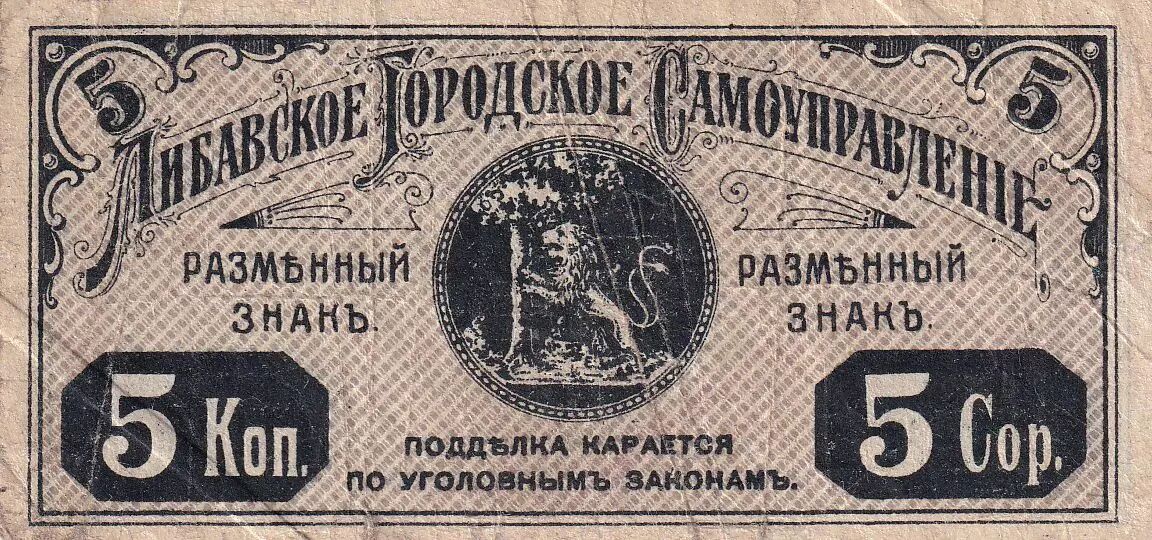 5 5
Либавское Городское Самоуправленіе
РАЗМѢННЫЙ
ЗНАКЪ.
РАЗМѢННЫЙ
ЗНАКЪ.
5 Коп.
ПОДДѢЛКА КАРАЕТСЯ
ПО УГОЛОВНЫМЪ ЗАКОНАМЪ.
5 Cop.